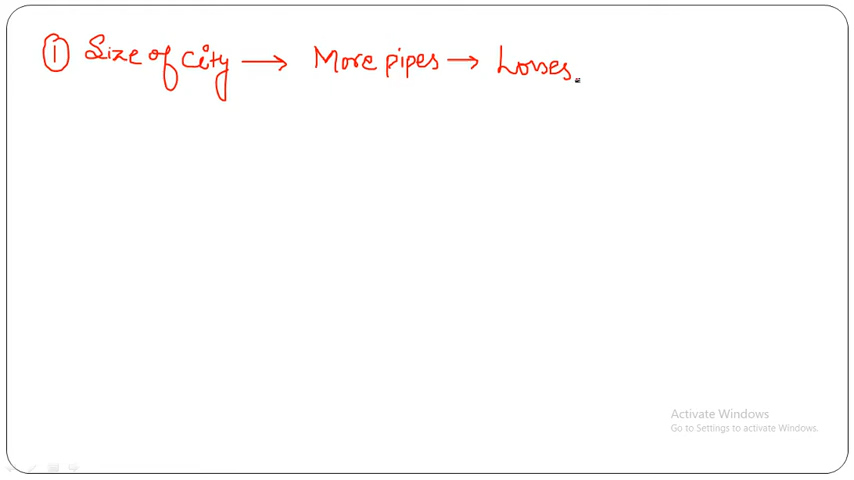 ① Size of City → More pipes → Losses.
Activate Windows
Go to Settings to activate Windows.